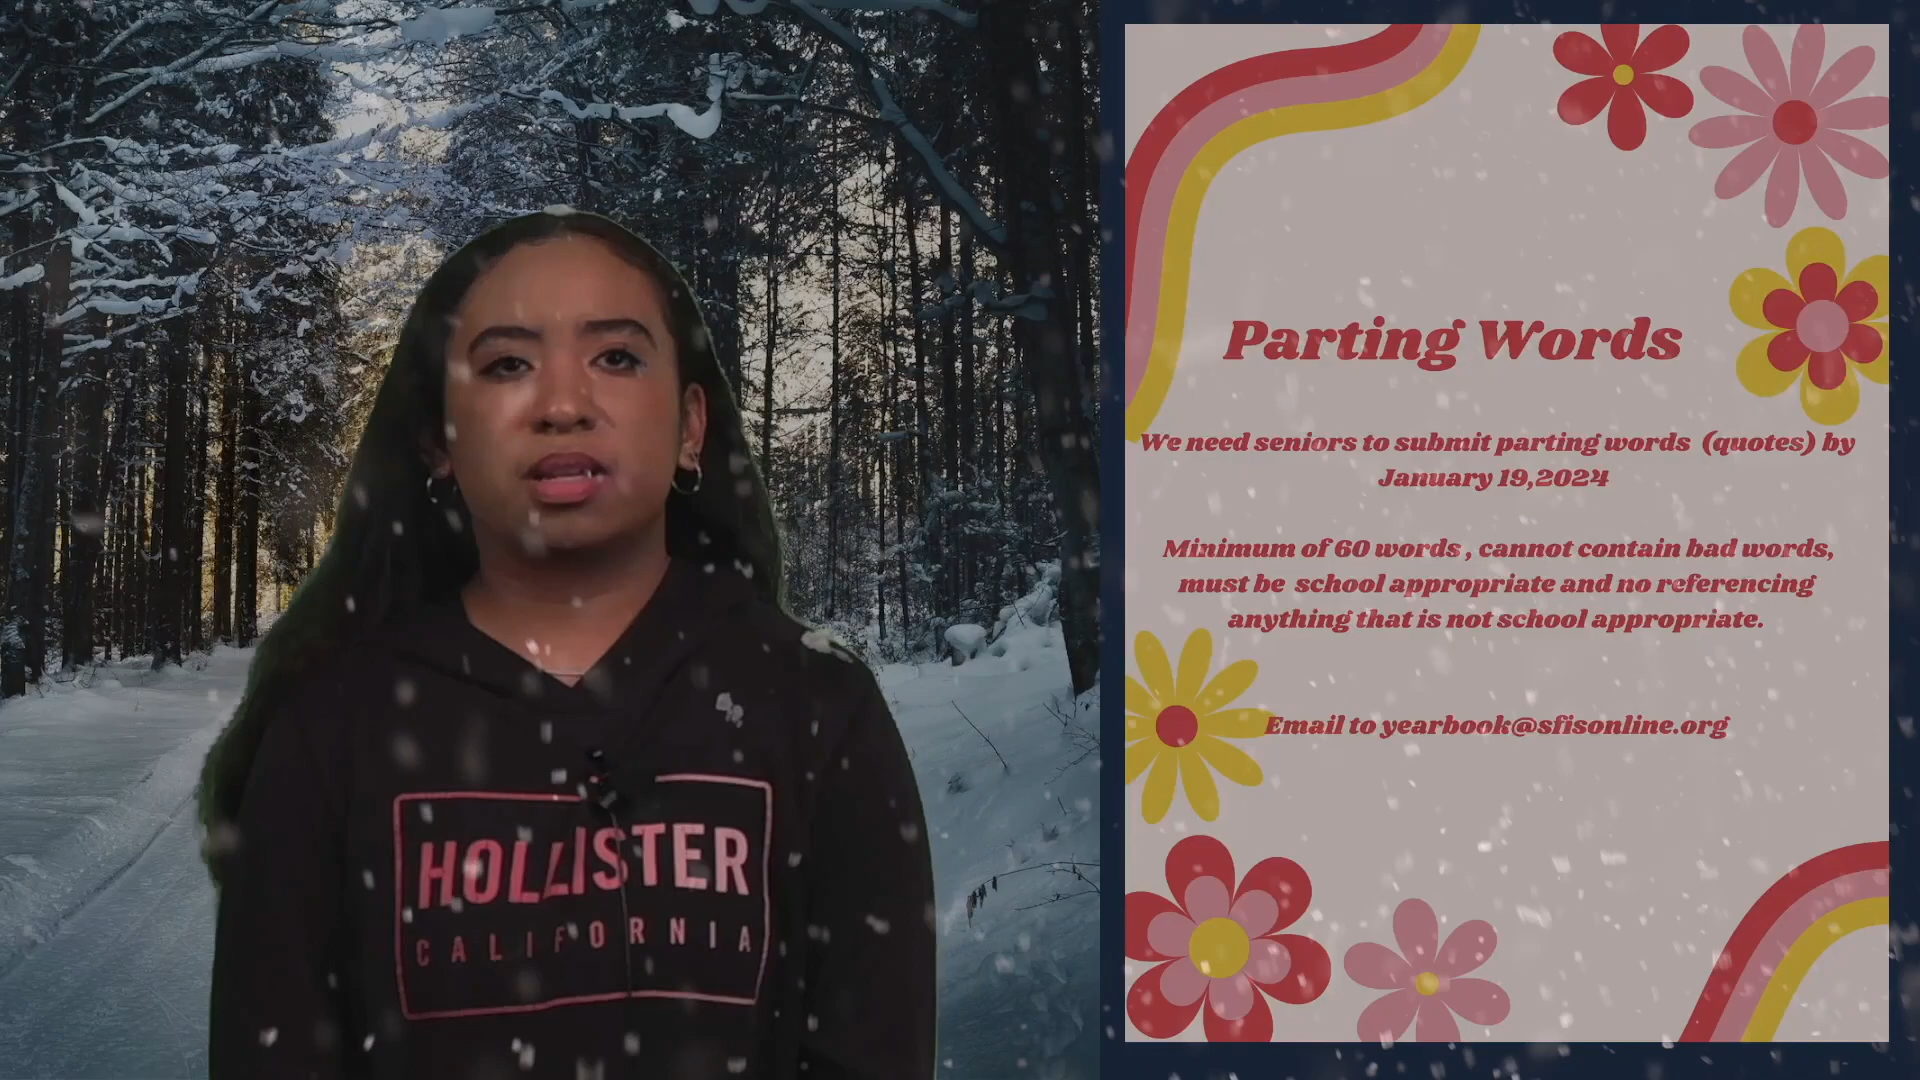 HOLLISTER
CALIFORNIA
Parting Words
We need seniors to submit parting words (quotes) by
January 19,2024
Minimum of 60 words , cannot contain bad words,
must be school appropriate and no referencing
anything that is not school appropriate.
Email to yearbook@sfisonline.org